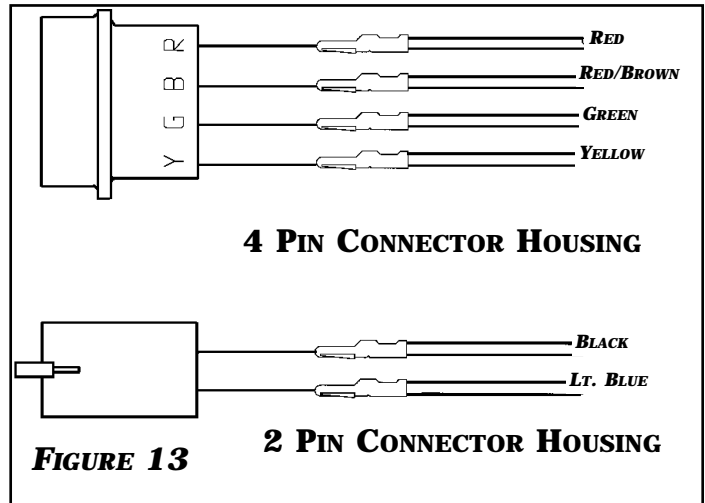 R RED
B RED/BROWN
G GREEN
Y YELLOW
4 PIN CONNECTOR HOUSING
BLACK
LT. BLUE
FIGURE 13 2 PIN CONNECTOR HOUSING